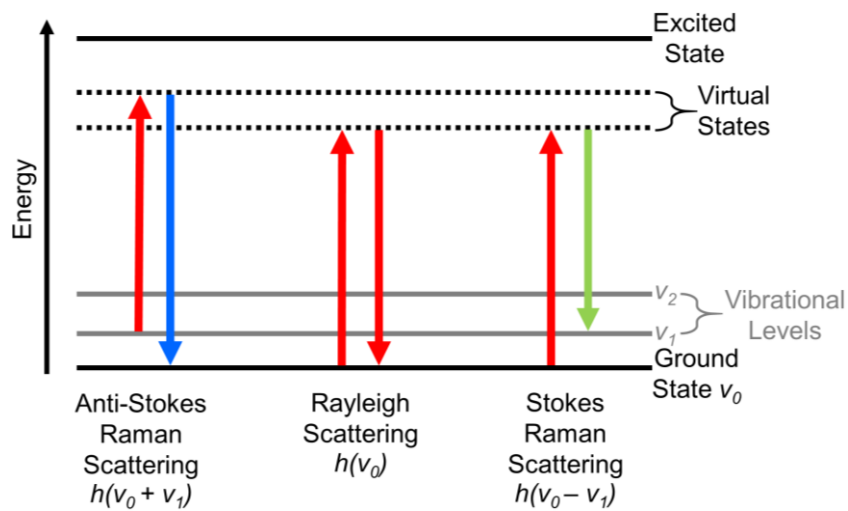 Excited
State
Virtual
States
Energy
v2
Vibrational
Levels
v1
Ground
State v0
Anti-Stokes
Raman
Scattering
h(v0 + v1)
Rayleigh
Scattering
h(v0)
Stokes
Raman
Scattering
h(v0 – v1)